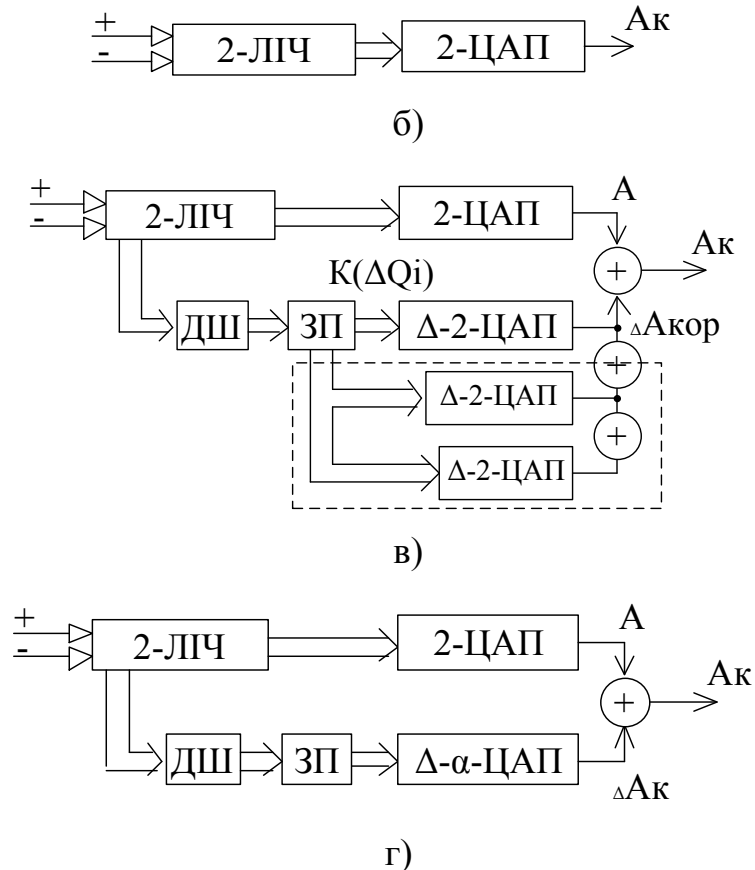 +
-
2-ЛІЧ
2-ЦАП
Ак
б)
+
-
2-ЛІЧ
2-ЦАП
А
+
Ак
К(ΔQi)
ДШ
ЗП
Δ-2-ЦАП
ΔАкор
+
Δ-2-ЦАП
+
Δ-2-ЦАП
в)
+
-
2-ЛІЧ
2-ЦАП
А
+
Ак
ДШ
ЗП
Δ-α-ЦАП
ΔАк
г)